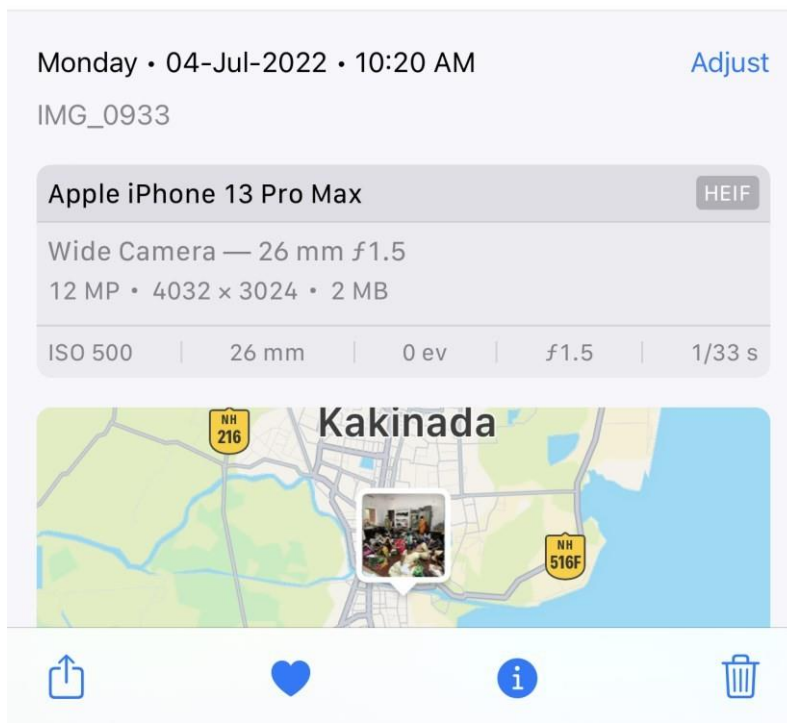 Monday • 04-Jul-2022 • 10:20 AM
Adjust
IMG_0933
Apple iPhone 13 Pro Max
HEIF
Wide Camera — 26 mm ƒ1.5
12 MP • 4032 × 3024 • 2 MB
ISO 500 | 26 mm | 0 ev | ƒ1.5 | 1/33 s
Kakinada
NH
216
NH
516F